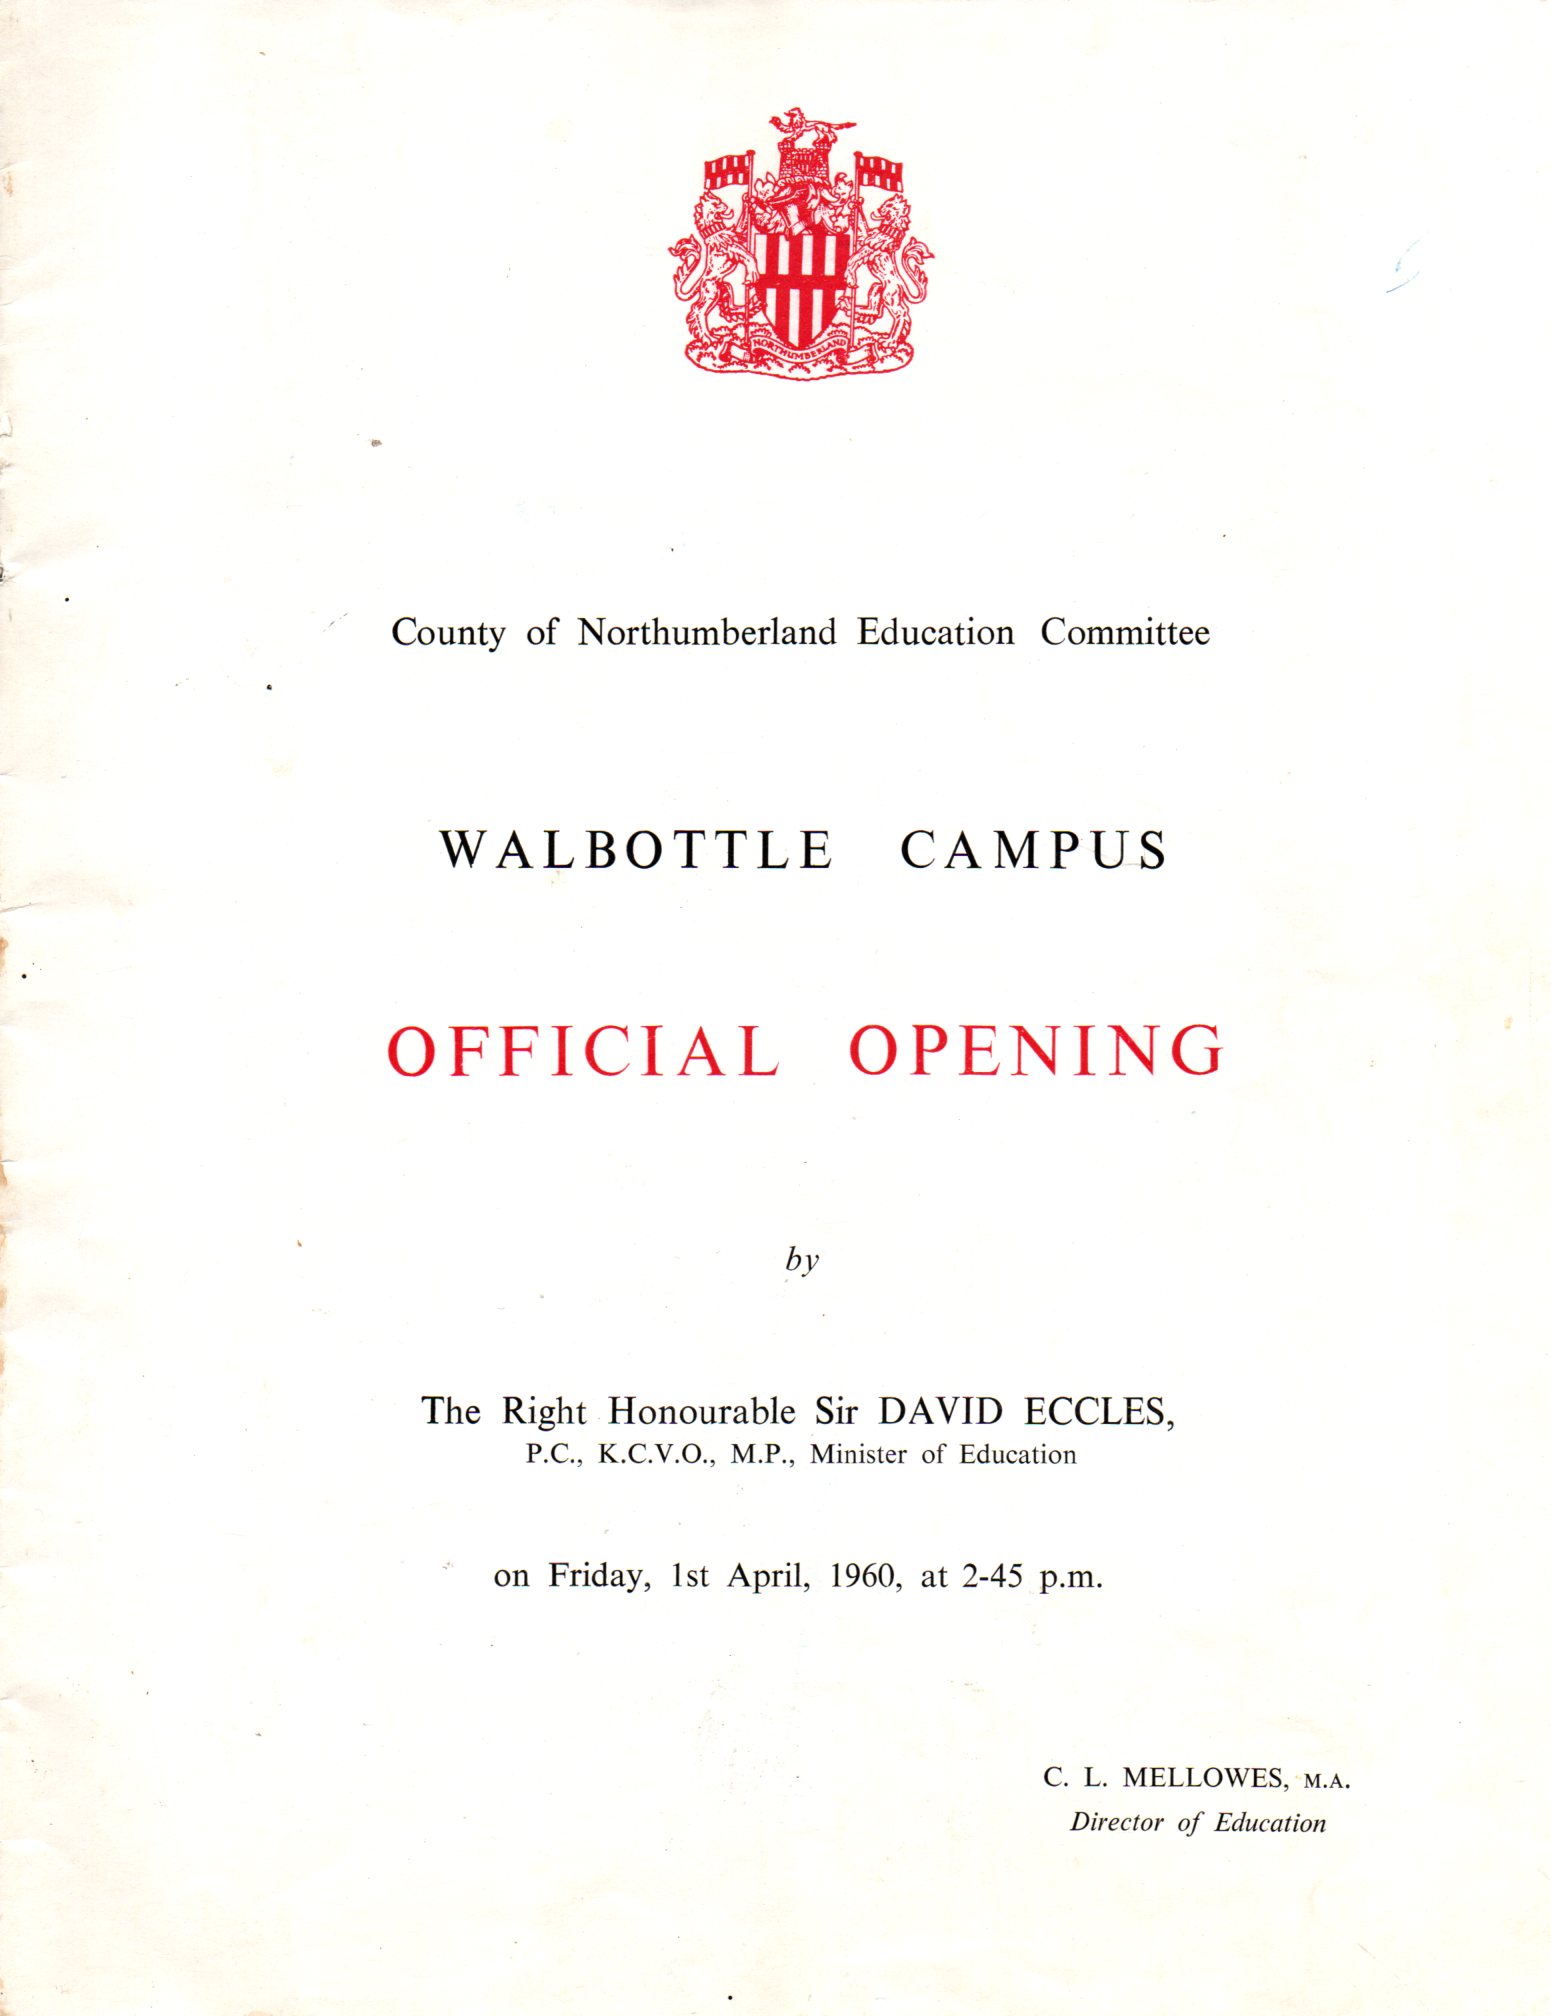 NORTHUMBERLAND
County of Northumberland Education Committee
WALBOTTLE CAMPUS
OFFICIAL OPENING
by
The Right Honourable Sir DAVID ECCLES,
P.C., K.C.V.O., M.P., Minister of Education
on Friday, 1st April, 1960, at 2-45 p.m.
C. L. MELLOWES, M.A.
Director of Education